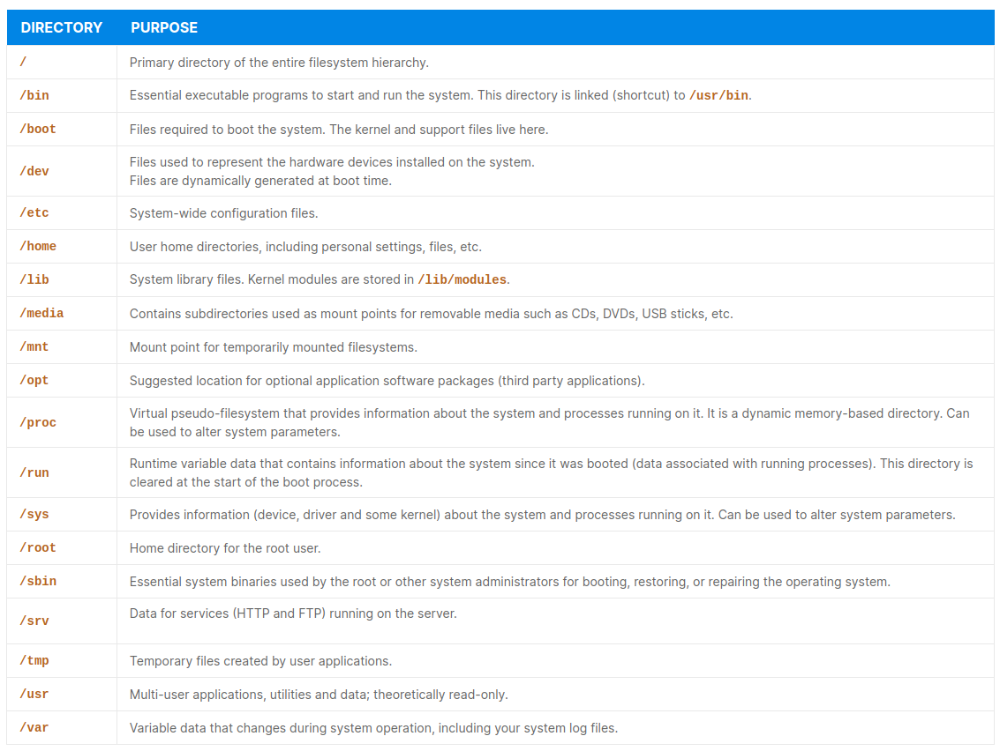 DIRECTORY PURPOSE
/ Primary directory of the entire filesystem hierarchy.
/bin Essential executable programs to start and run the system. This directory is linked (shortcut) to /usr/bin.
/boot Files required to boot the system. The kernel and support files live here.
/dev Files used to represent the hardware devices installed on the system.
Files are dynamically generated at boot time.
/etc System-wide configuration files.
/home User home directories, including personal settings, files, etc.
/lib System library files. Kernel modules are stored in /lib/modules.
/media Contains subdirectories used as mount points for removable media such as CDs, DVDs, USB sticks, etc.
/mnt Mount point for temporarily mounted filesystems.
/opt Suggested location for optional application software packages (third party applications).
/proc Virtual pseudo-filesystem that provides information about the system and processes running on it. It is a dynamic memory-based directory. Can
be used to alter system parameters.
/run Runtime variable data that contains information about the system since it was booted (data associated with running processes). This directory is
cleared at the start of the boot process.
/sys Provides information (device, driver and some kernel) about the system and processes running on it. Can be used to alter system parameters.
/root Home directory for the root user.
/sbin Essential system binaries used by the root or other system administrators for booting, restoring, or repairing the operating system.
/srv Data for services (HTTP and FTP) running on the server.
/tmp Temporary files created by user applications.
/usr Multi-user applications, utilities and data; theoretically read-only.
/var Variable data that changes during system operation, including your system log files.